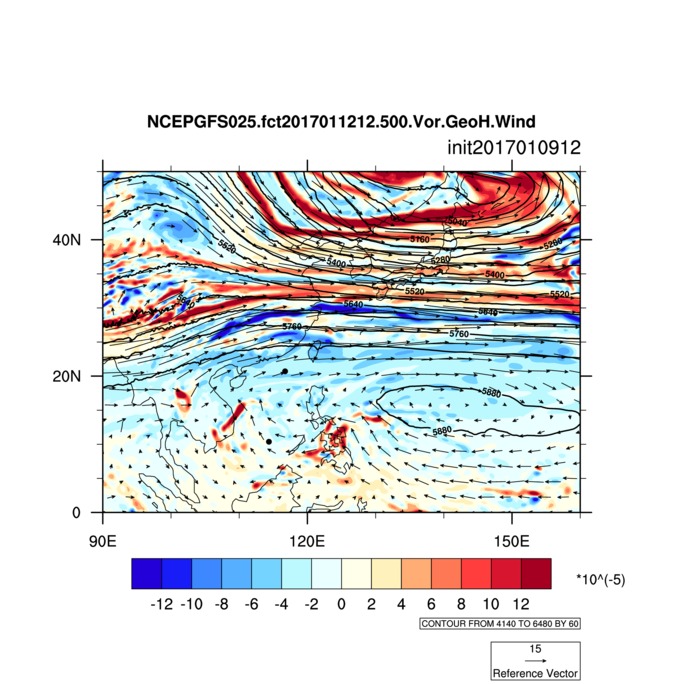 NCEPGFS025.fct2017011212.500.Vor.GeoH.Wind
init2017010912
5040
5160
5280
5280
5520
5400
5400
5520
5520
5640
5640
5760
5760
5880
5880
40N
20N
0
90E 120E 150E
-12 -10 -8 -6 -4 -2 0 2 4 6 8 10 12
*10^(-5)
CONTOUR FROM 4140 TO 6480 BY 60
15
Reference Vector